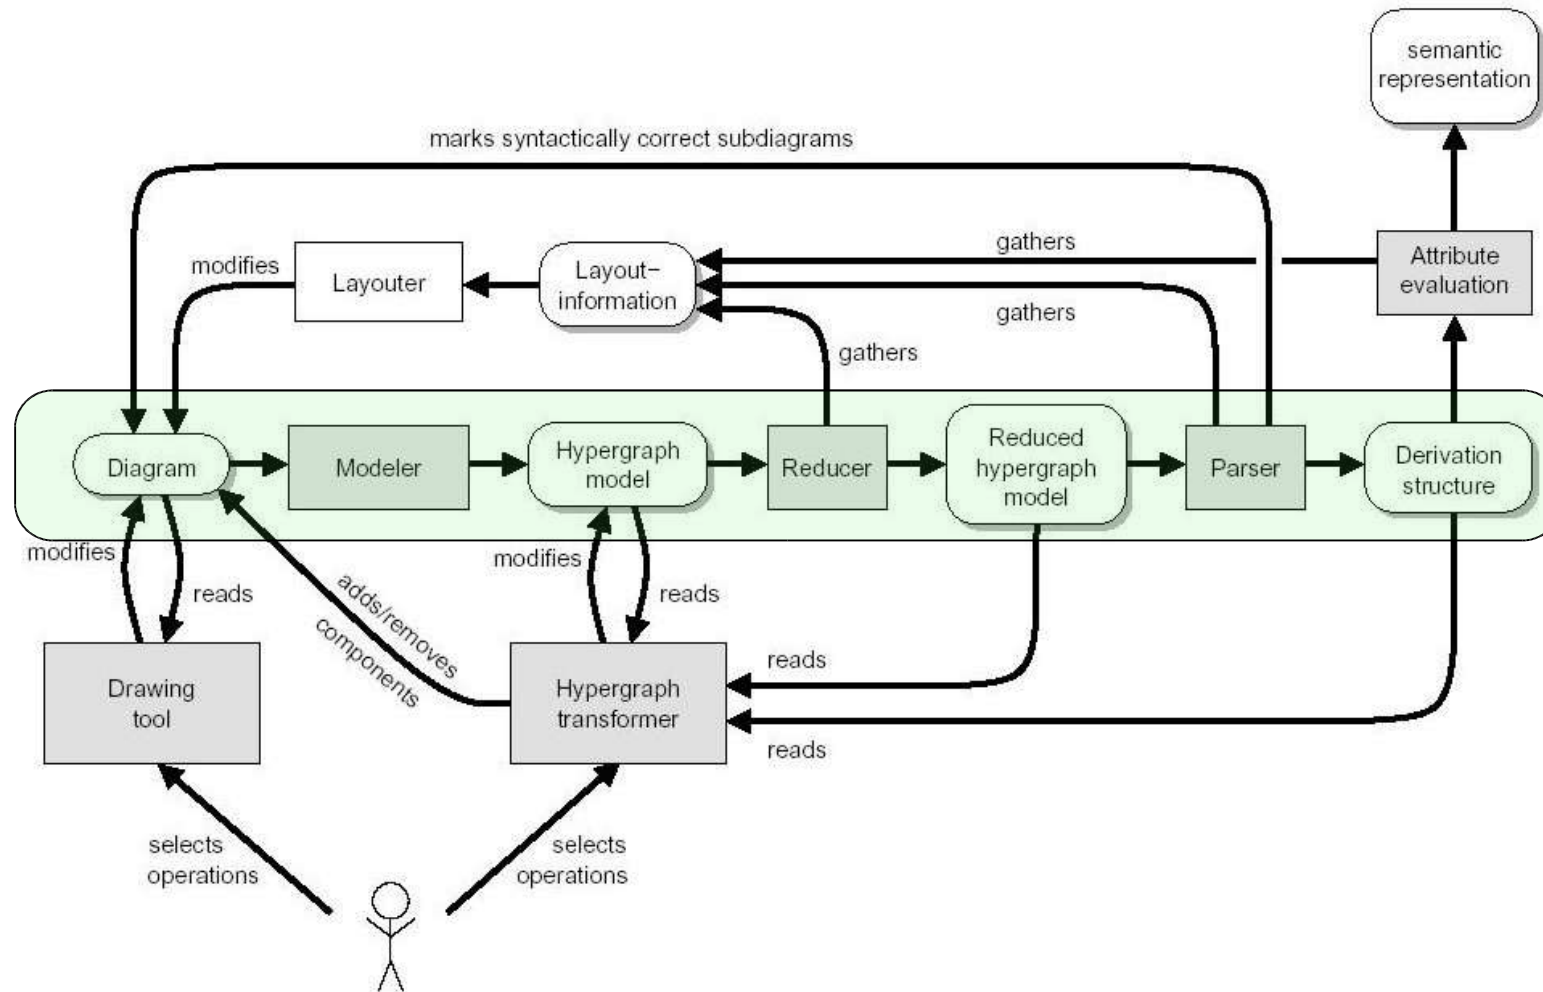 semantic
representation
marks syntactically correct subdiagrams
gathers
Attribute
evaluation
modifies
Layouter
Layout-
information
gathers
gathers
Diagram
Modeler
Hypergraph
model
Reducer
Reduced
hypergraph
model
Parser
Derivation
structure
modifies
reads
adds/removes
components
modifies
reads
reads
reads
Drawing
tool
Hypergraph
transformer
selects
operations
selects
operations